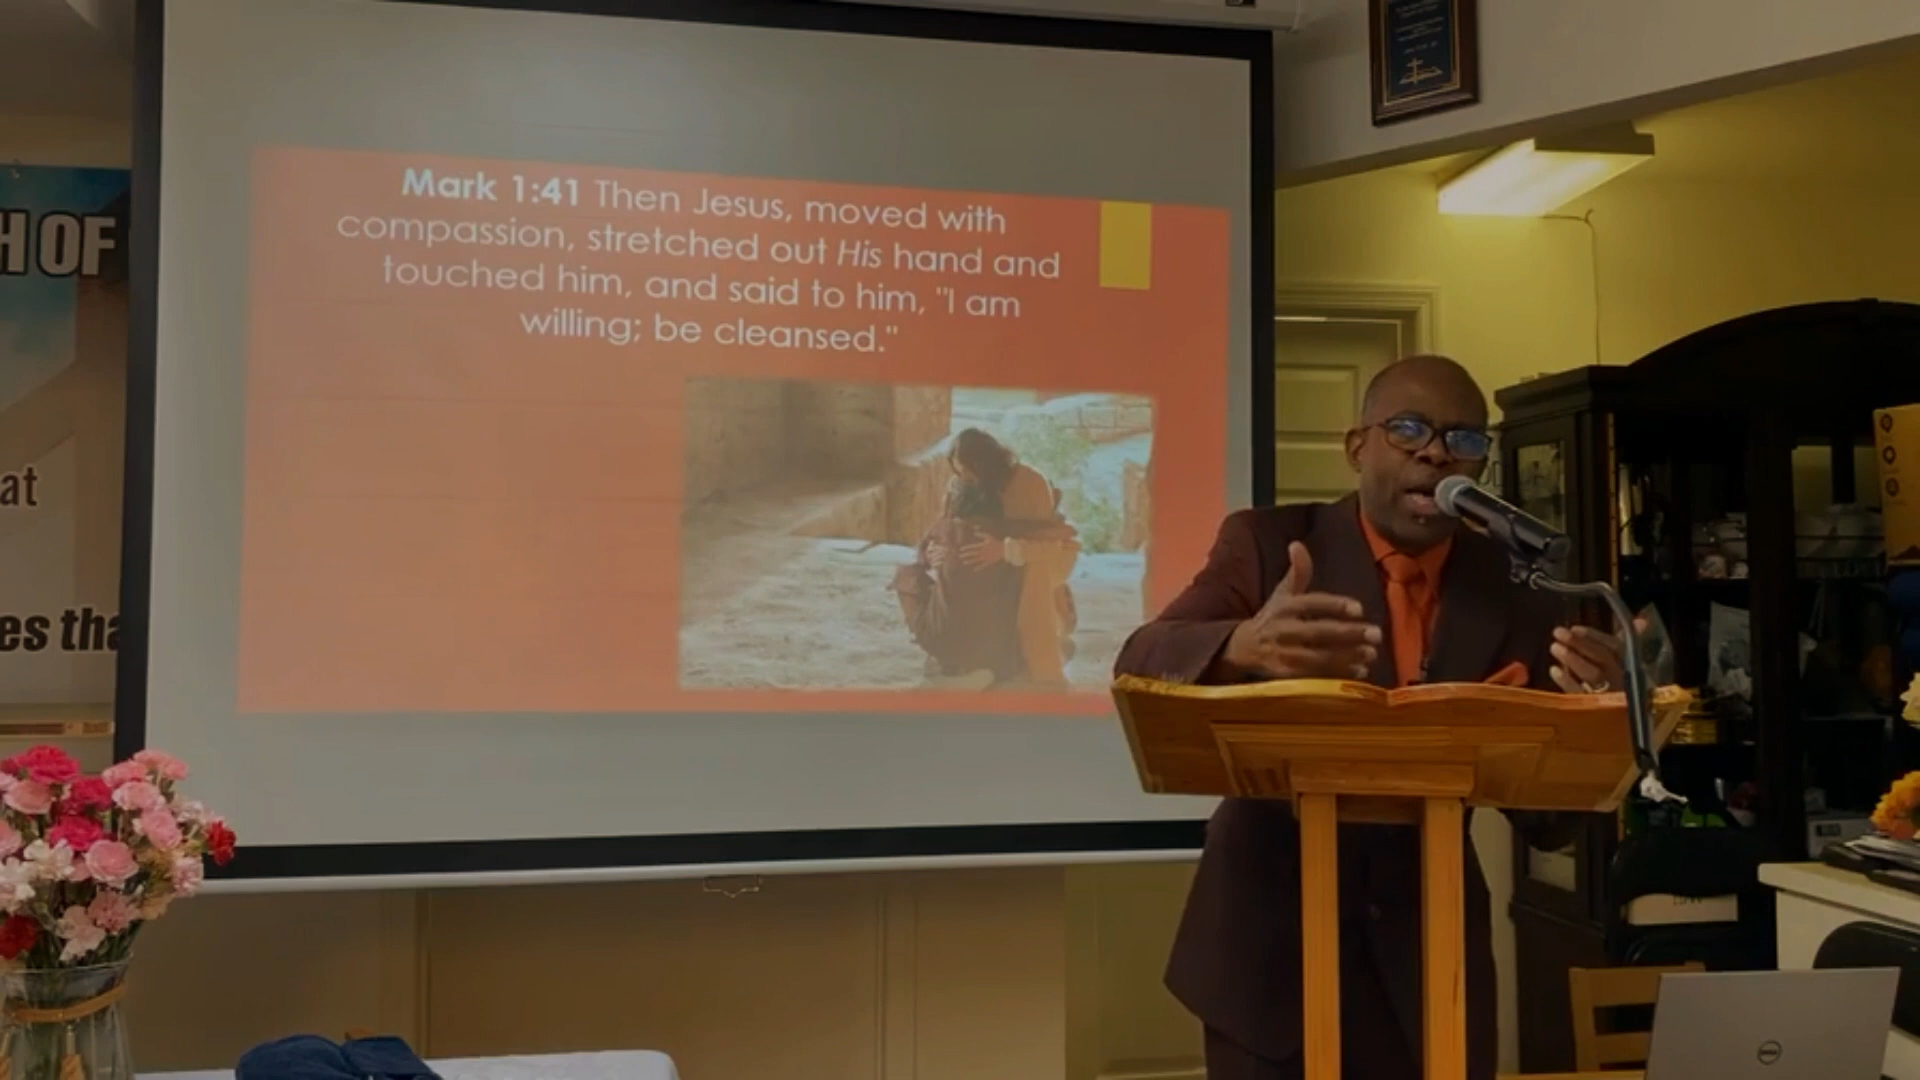 Mark 1:41 Then Jesus, moved with
compassion, stretched out His hand and
touched him, and said to him, "I am
willing; be cleansed."
H OF
at
es tha
DELL